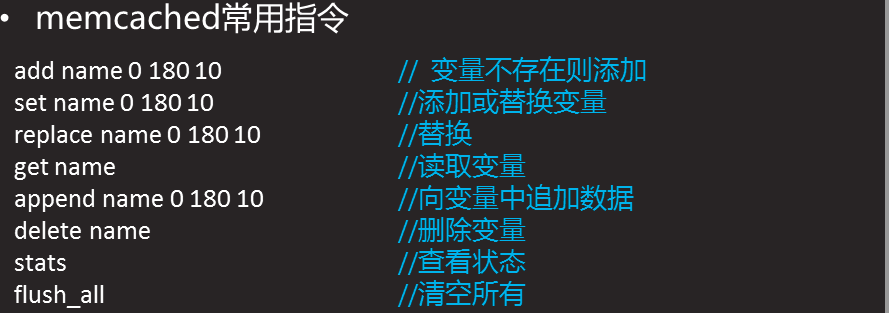 • memcached常用指令
add name 0 180 10 // 变量不存在则添加
set name 0 180 10 //添加或替换变量
replace name 0 180 10 //替换
get name //读取变量
append name 0 180 10 //向变量中追加数据
delete name //删除变量
stats //查看状态
flush_all //清空所有